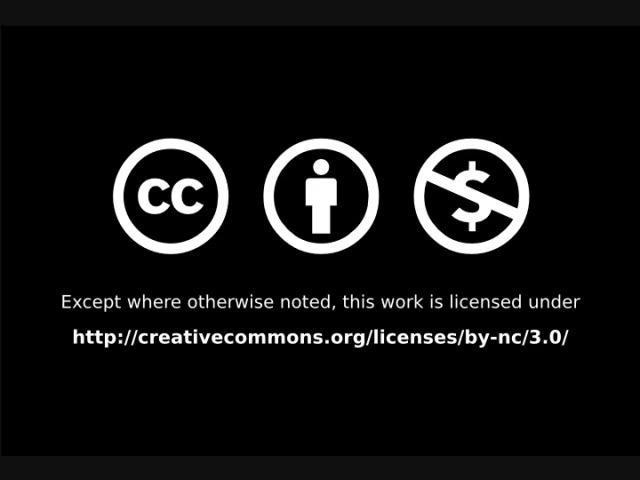 cc
$
Except where otherwise noted, this work is licensed under
http://creativecommons.org/licenses/by-nc/3.0/